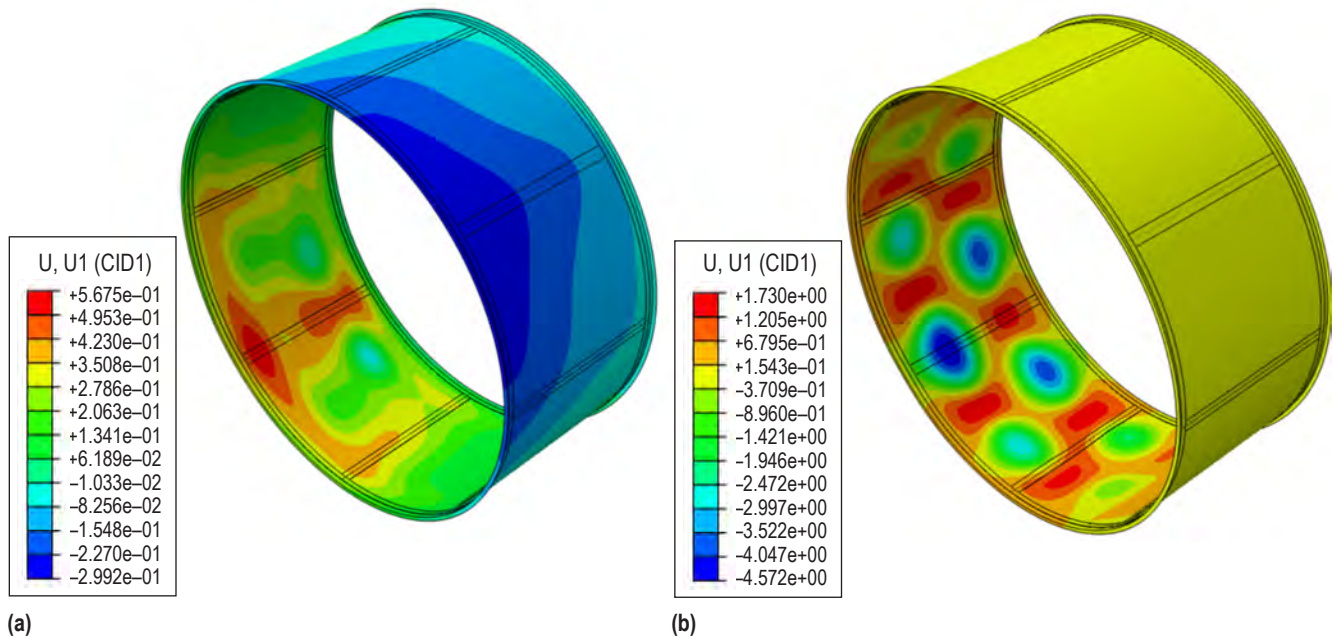 U, U1 (CID1)
+5.675e–01
+4.953e–01
+4.230e–01
+3.508e–01
+2.786e–01
+2.063e–01
+1.341e–01
+6.189e–02
–1.033e–02
–8.256e–02
–1.548e–01
–2.270e–01
–2.992e–01
(a)
U, U1 (CID1)
+1.730e+00
+1.205e+00
+6.795e–01
+1.543e–01
–3.709e–01
–8.960e–01
–1.421e+00
–1.946e+00
–2.472e+00
–2.997e+00
–3.522e+00
–4.047e+00
–4.572e+00
(b)